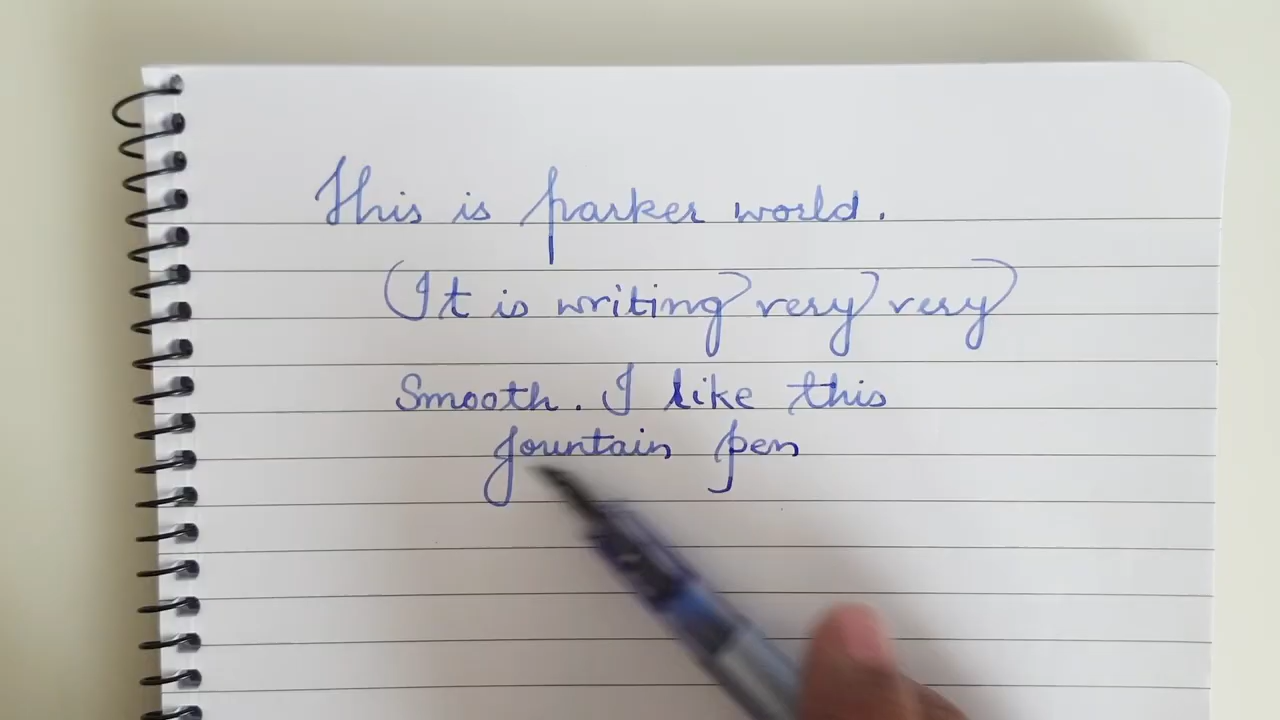 This is parker world.
It is writing very very
Smooth. I like this
fountain pen